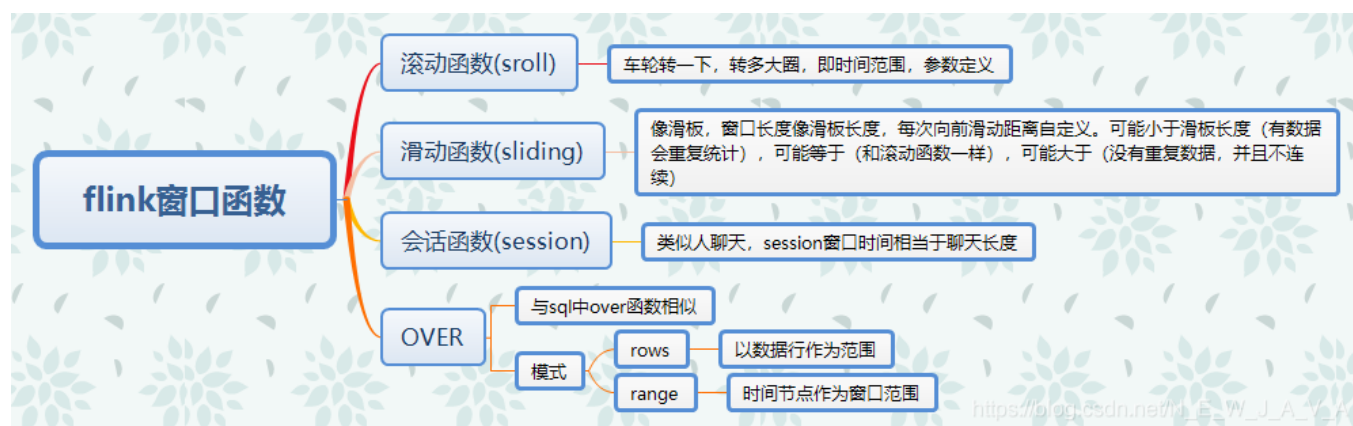 flink窗口函数
滚动函数(sroll)
车轮转一下，转多大圈，即时间范围，参数定义
滑动函数(sliding)
像滑板，窗口长度像滑板长度，每次向前滑动距离自定义。可能小于滑板长度（有数据
会重复统计），可能等于（和滚动函数一样），可能大于（没有重复数据，并且不连
续）
会话函数(session)
类似人聊天，session窗口时间相当于聊天长度
OVER
与sql中over函数相似
模式
rows
以数据行作为范围
range
时间节点作为窗口范围
https://blog.csdn.net/N_E_W_J_A_V_A